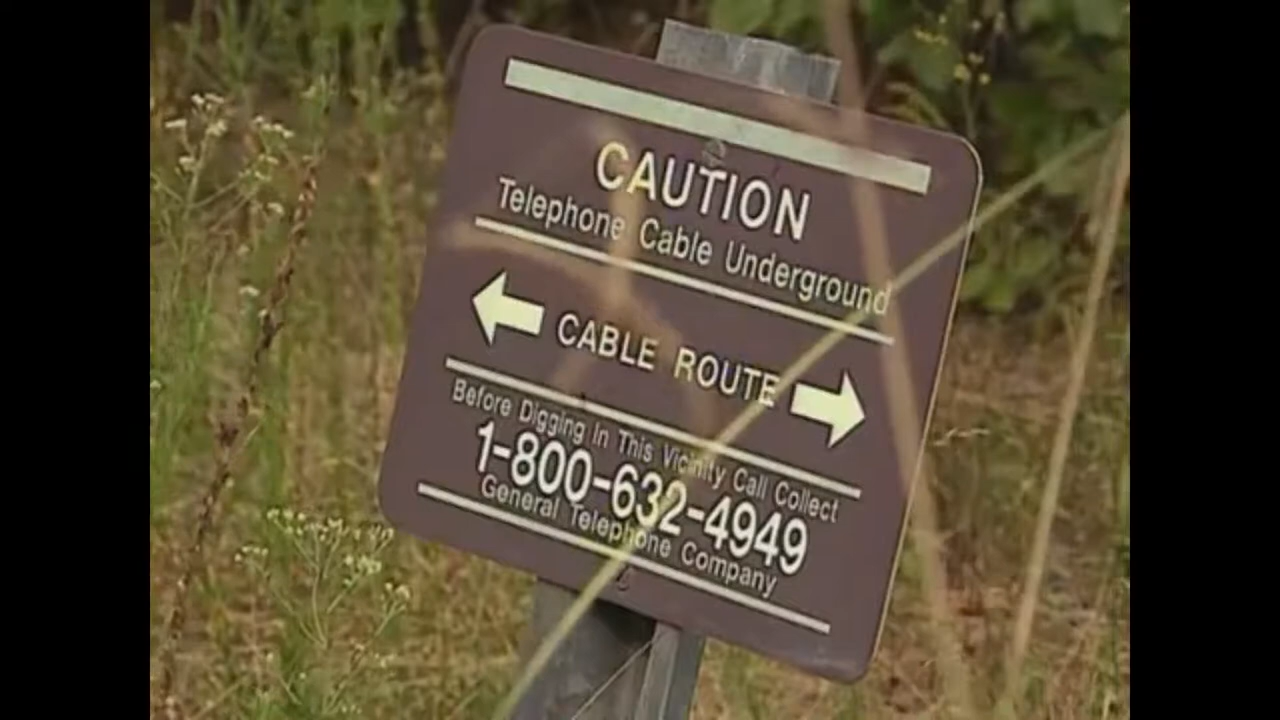 CAUTION
Telephone Cable Underground
CABLE ROUTE
Before Digging In This Vicinity Call Collect
1-800-632-4949
General Telephone Company